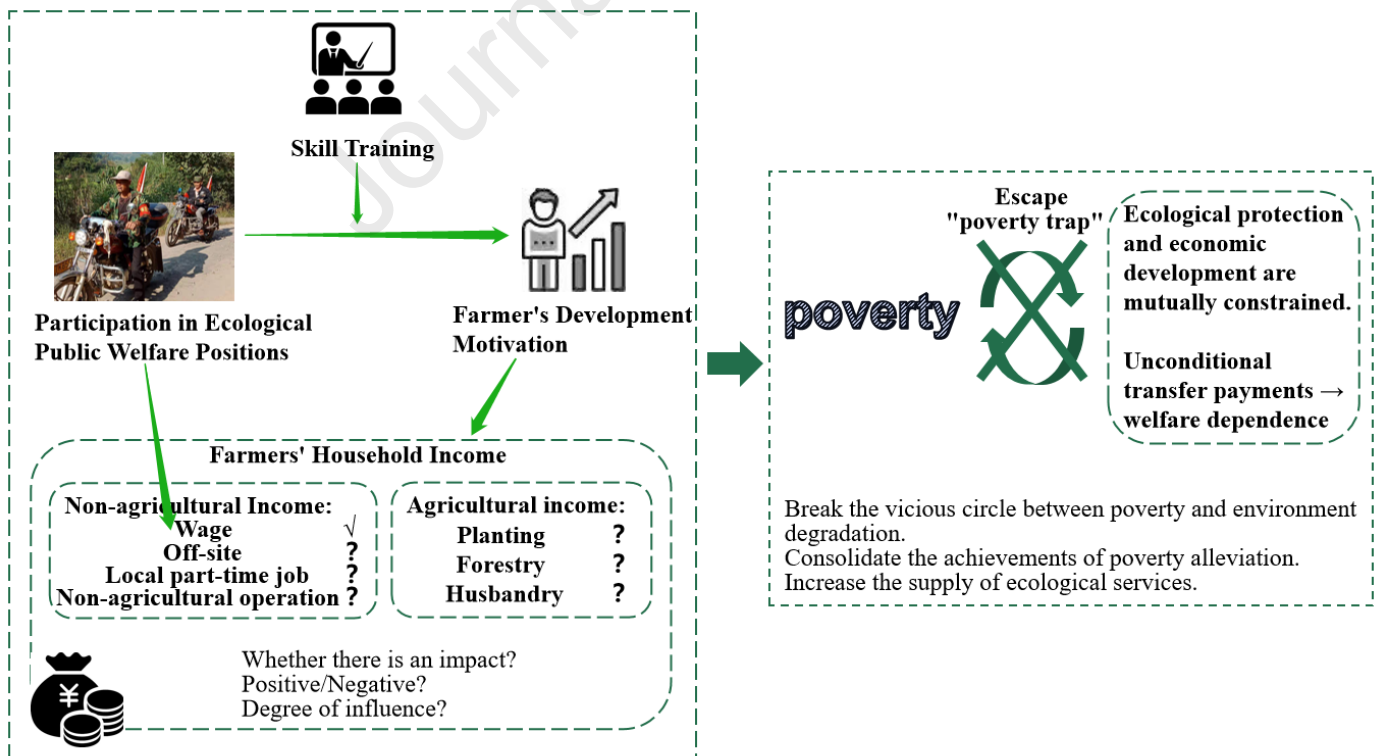 Journa
Skill Training
Participation in Ecological
Public Welfare Positions
Farmer's Development
Motivation
Farmers' Household Income
Non-agricultural Income:
Wage √
Off-site ?
Local part-time job ?
Non-agricultural operation ?
Agricultural income:
Planting ?
Forestry ?
Husbandry ?
¥
Whether there is an impact?
Positive/Negative?
Degree of influence?
poverty
Escape
"poverty trap"
Ecological protection
and economic
development are
mutually constrained.
Unconditional
transfer payments →
welfare dependence
Break the vicious circle between poverty and environment
degradation.
Consolidate the achievements of poverty alleviation.
Increase the supply of ecological services.